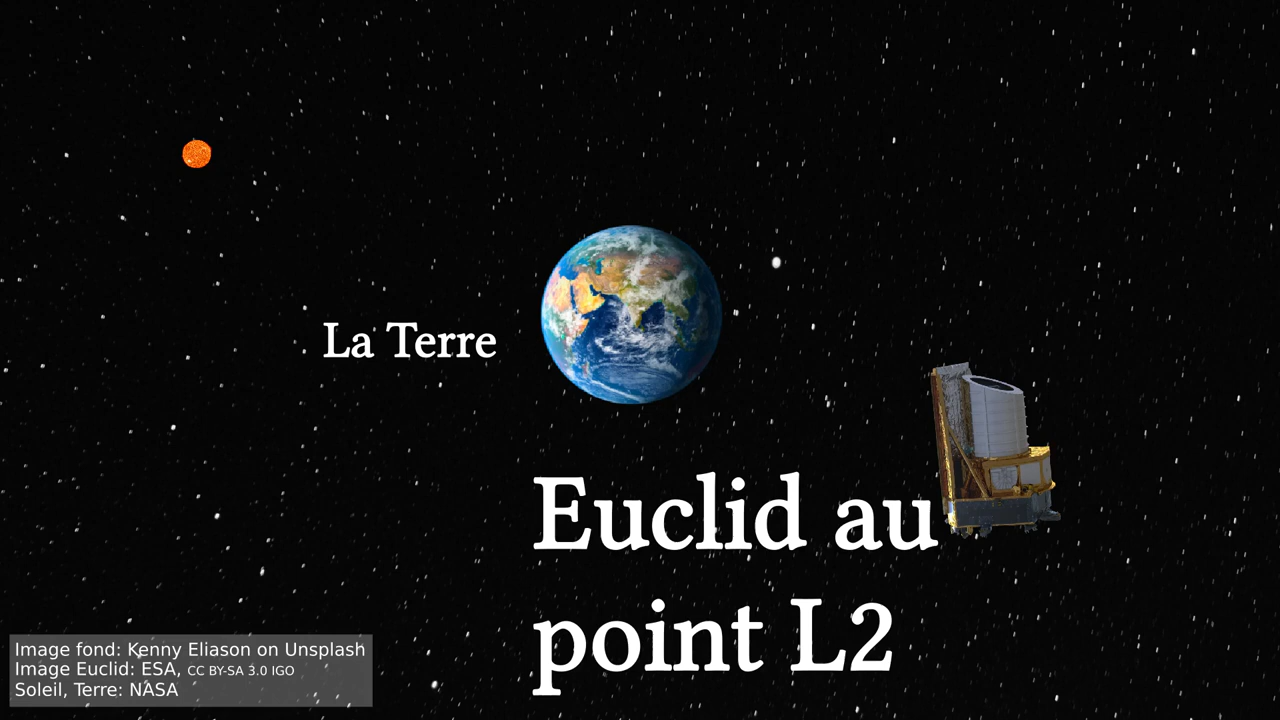 La Terre
Euclid au
point L2
Image fond: Kenny Eliason on Unsplash
Image Euclid: ESA, CC BY-SA 3.0 IGO
Soleil, Terre: NASA